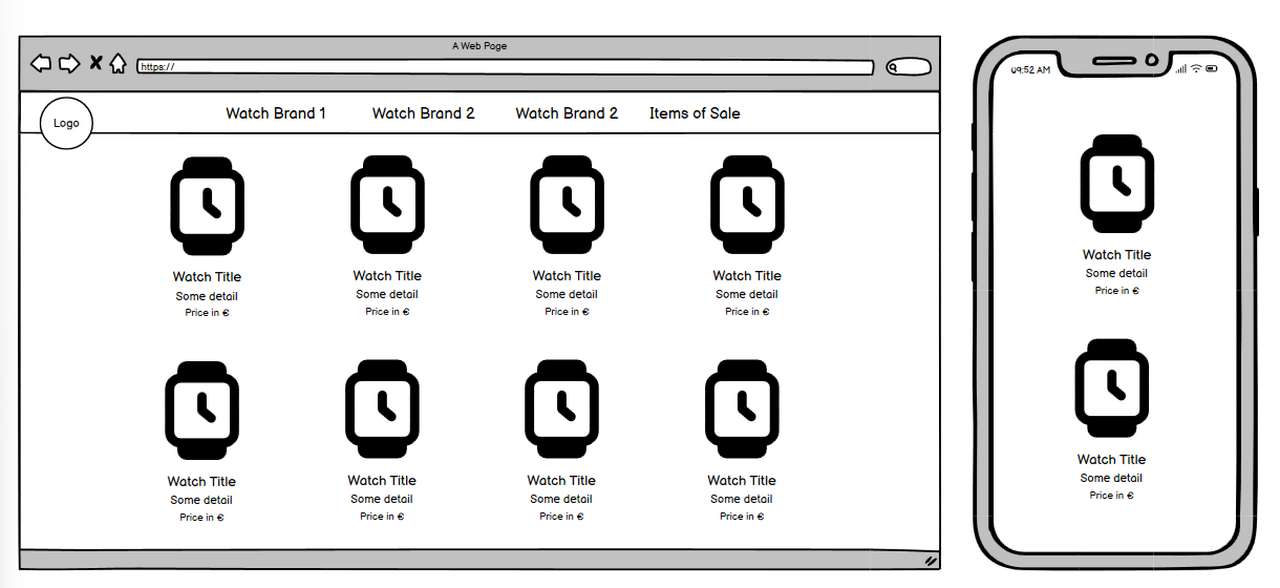 A Web Page
https://
Logo
Watch Brand 1 Watch Brand 2 Watch Brand 2 Items of Sale
Watch Title Watch Title Watch Title Watch Title
Some detail Some detail Some detail Some detail
Price in € Price in € Price in € Price in €
Watch Title Watch Title Watch Title Watch Title
Some detail Some detail Some detail Some detail
Price in € Price in € Price in € Price in €
09:52 AM
Watch Title
Some detail
Price in €
Watch Title
Some detail
Price in €